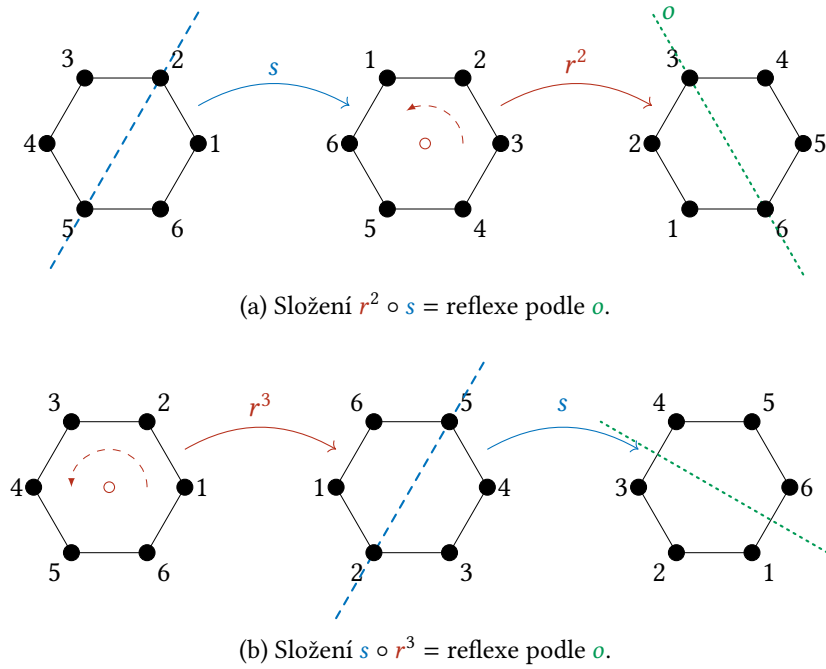 o
3 2 s 1 2 r² 3 4
4 1 6 3 2 5
5 6 5 4 1 6
(a) Složení r² ∘ s = reflexe podle o.
3 2 r³ 6 5 s 4 5
4 1 1 4 3 6
5 6 2 3 2 1
(b) Složení s ∘ r³ = reflexe podle o.